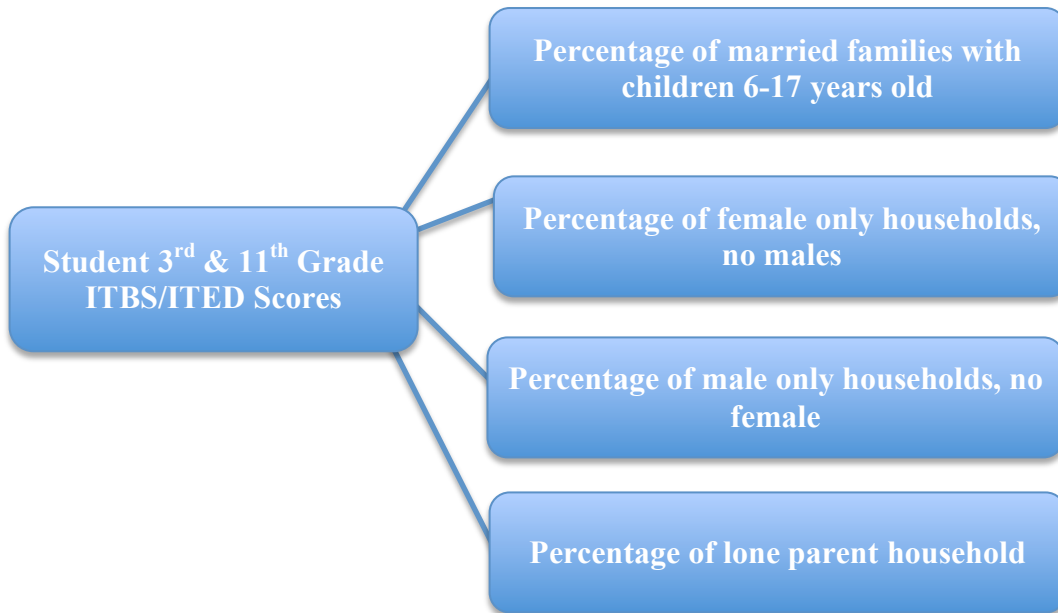 Percentage of married families with
children 6-17 years old
Percentage of female only households,
no males
Student 3rd & 11th Grade
ITBS/ITED Scores
Percentage of male only households, no
female
Percentage of lone parent household